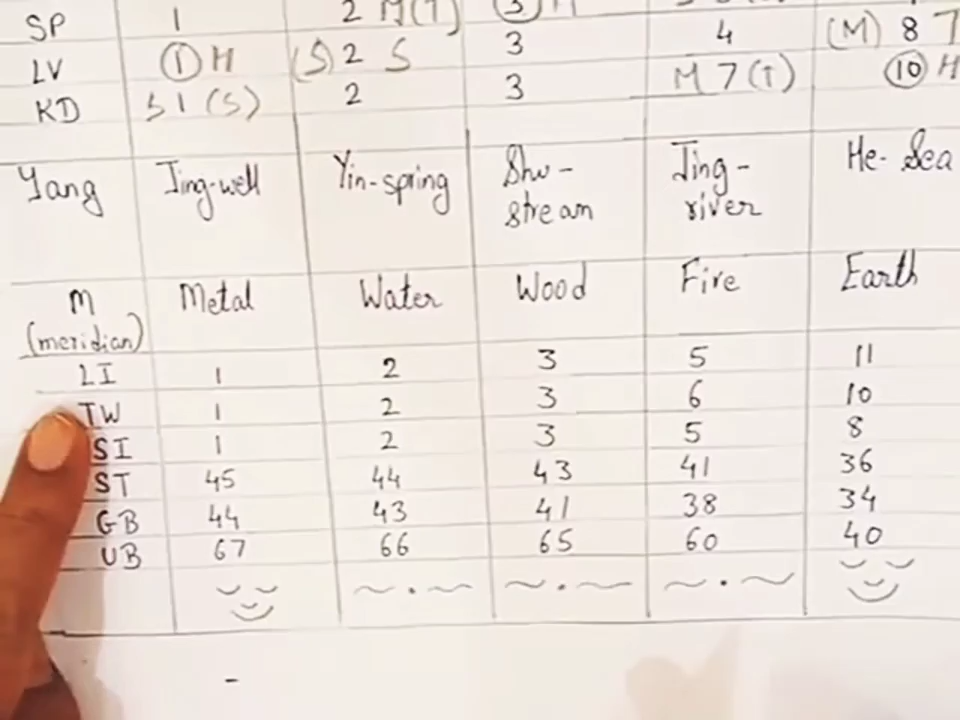 SP 1 2 M(T) 3 H
LV 1 H (S) 2 S 3 4 (M) 8 T
KD S 1 (S) 2 3 M 7 (T) 10 H
Yang Jing-well Yin-spring Shu-stream Jing-river He-Sea
M (meridian) Metal Water Wood Fire Earth
LI 1 2 3 5 11
TW 1 2 3 6 10
SI 1 2 3 5 8
ST 45 44 43 41 36
GB 44 43 41 38 34
UB 67 66 65 60 40